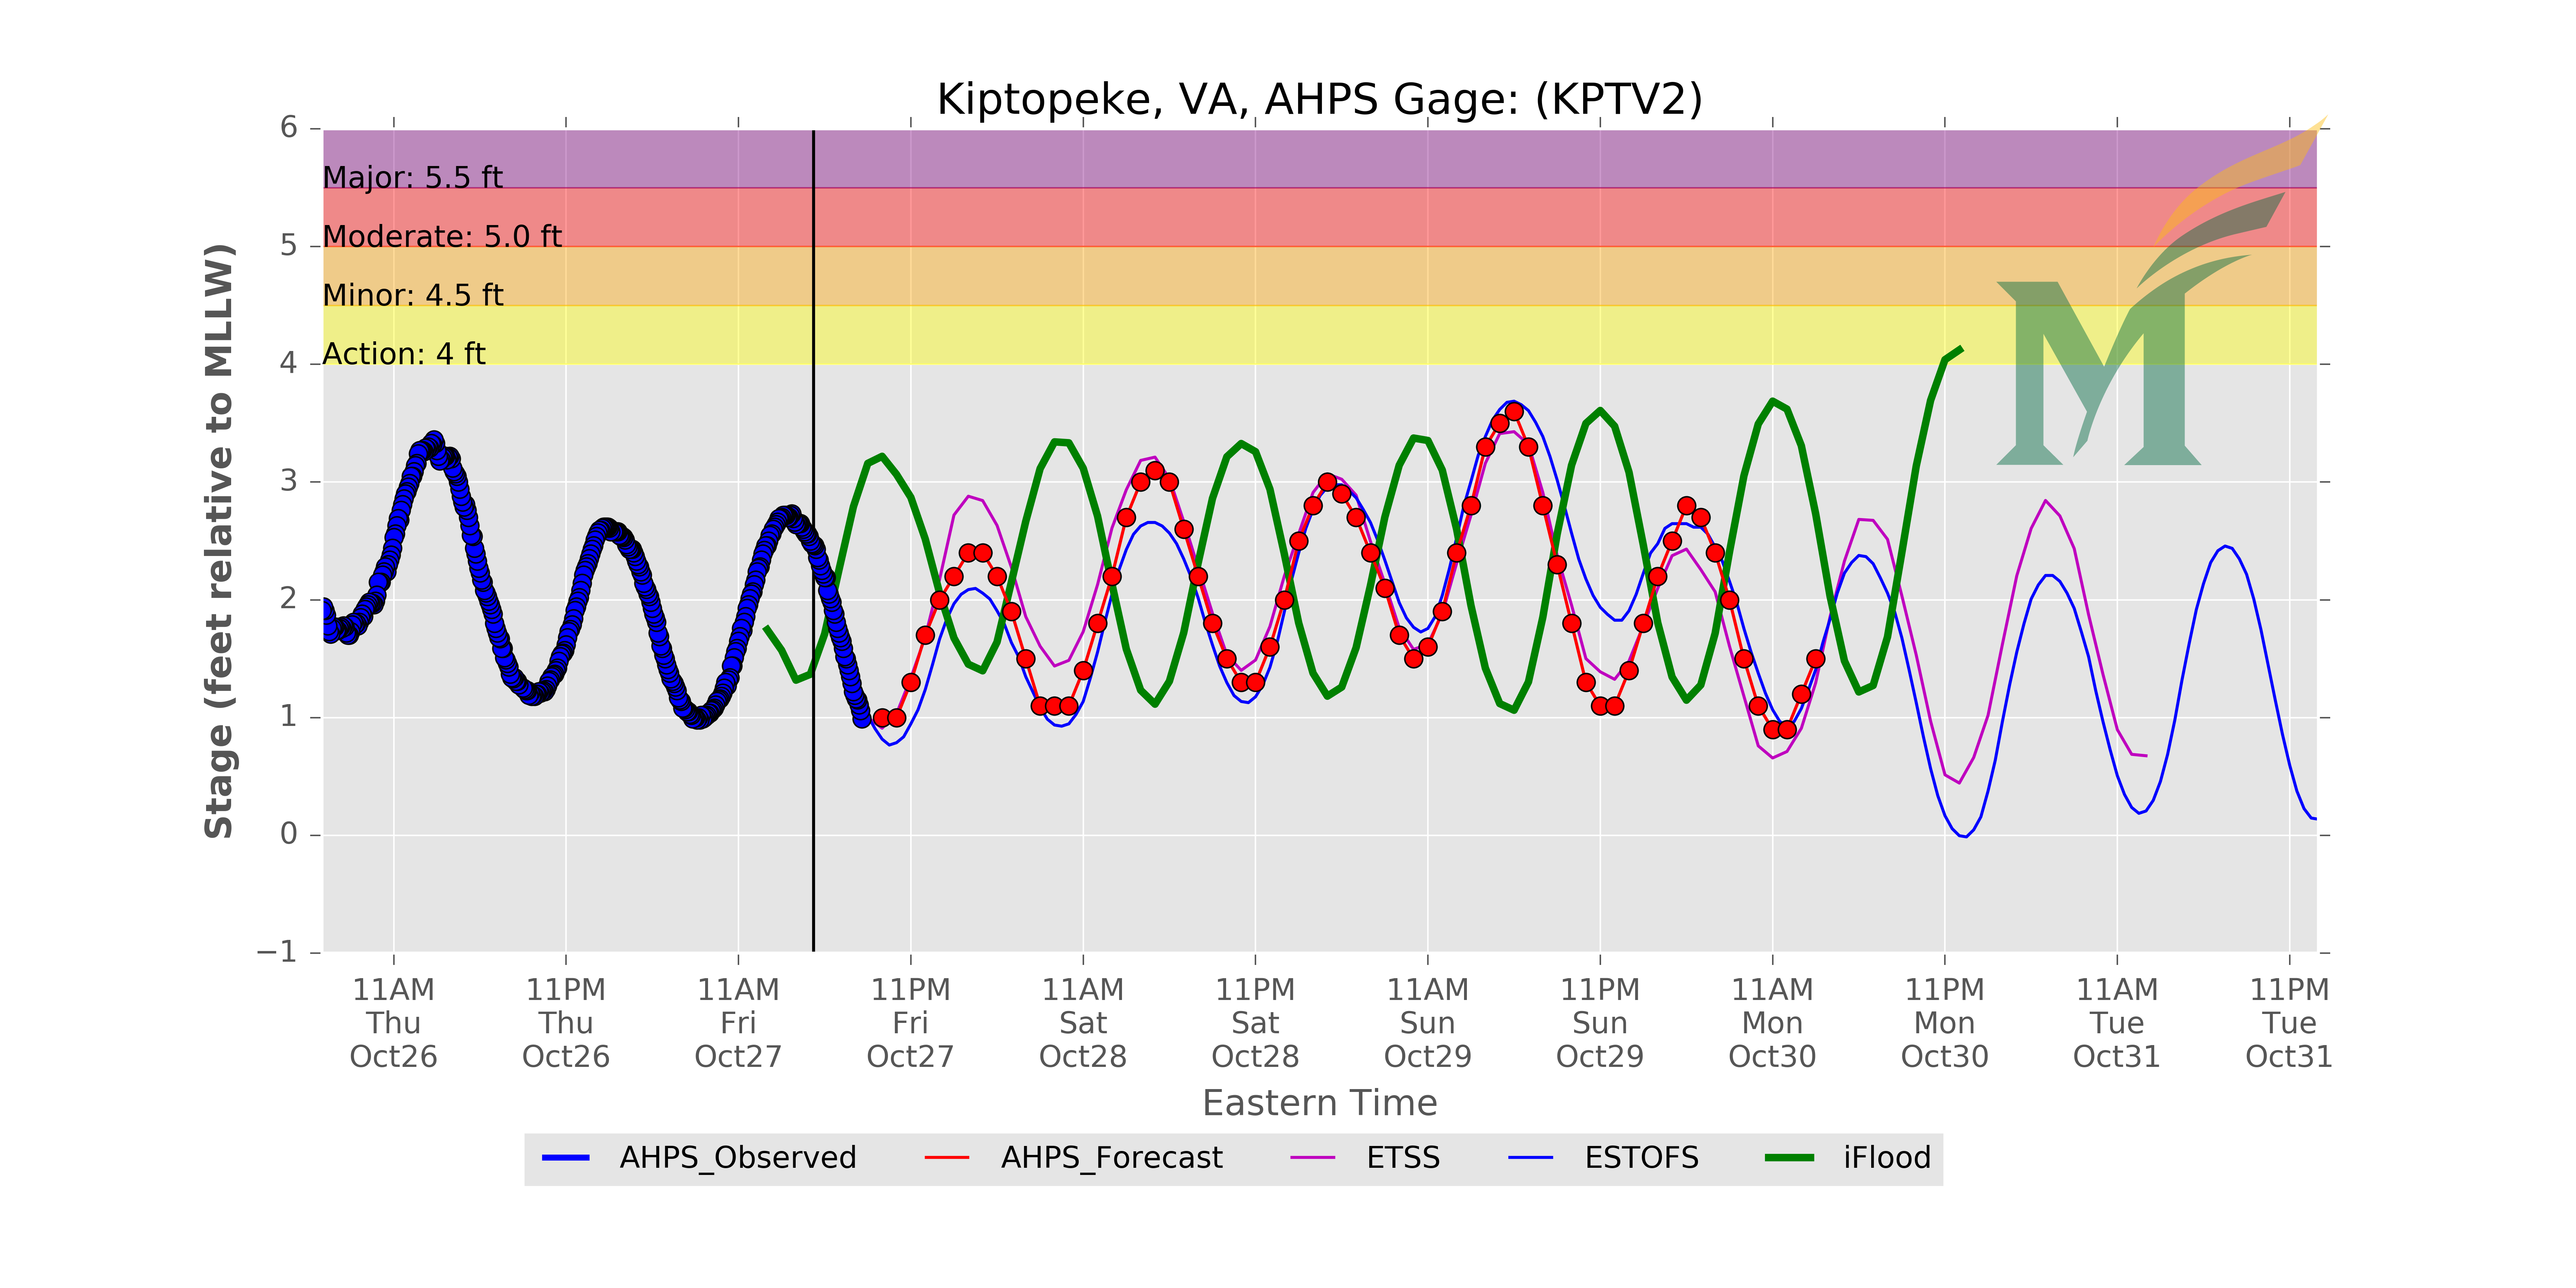 Kiptopeke, VA, AHPS Gage: (KPTV2)
6
5
4
3
2
1
0
−1
Stage (feet relative to MLLW)
Major: 5.5 ft
Moderate: 5.0 ft
Minor: 4.5 ft
Action: 4 ft
M
11AM 11PM 11AM 11PM 11AM 11PM 11AM 11PM 11AM 11PM 11AM 11PM
Thu Thu Fri Fri Sat Sat Sun Sun Mon Mon Tue Tue
Oct26 Oct26 Oct27 Oct27 Oct28 Oct28 Oct29 Oct29 Oct30 Oct30 Oct31 Oct31
Eastern Time
AHPS_Observed AHPS_Forecast ETSS ESTOFS iFlood